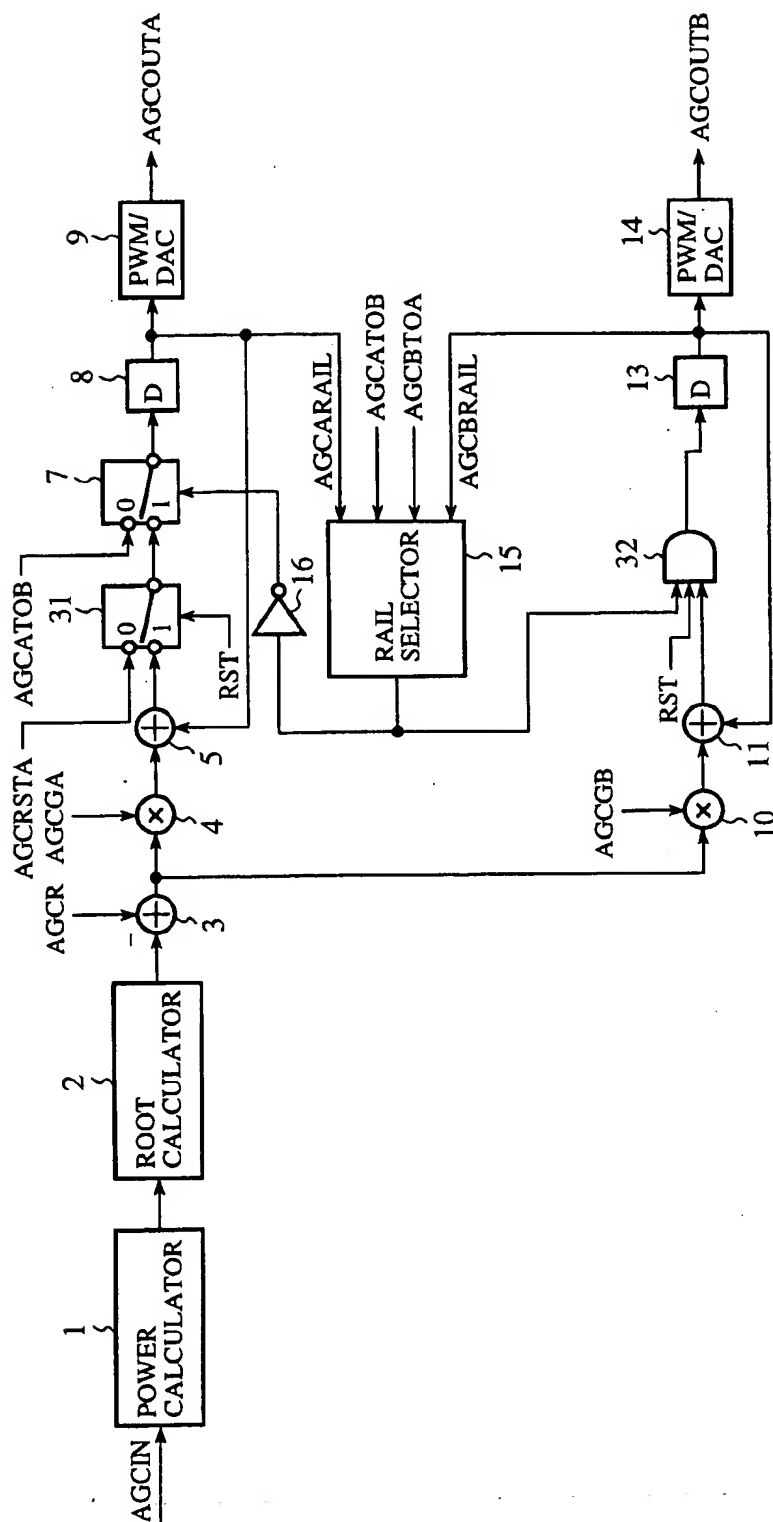 AGCIN
1
POWER
CALCULATOR
2
ROOT
CALCULATOR
AGCR
−
3
AGCGA
4
AGCRSTA
5
31
0
1
RST
AGCATOB
7
0
1
8
D
9
PWM/
DAC
AGCOUTA
16
AGCARAIL
AGCATOB
AGCBTOA
AGCBRAIL
RAIL
SELECTOR
15
AGCGB
10
11
RST
32
13
D
14
PWM/
DAC
AGCOUTB